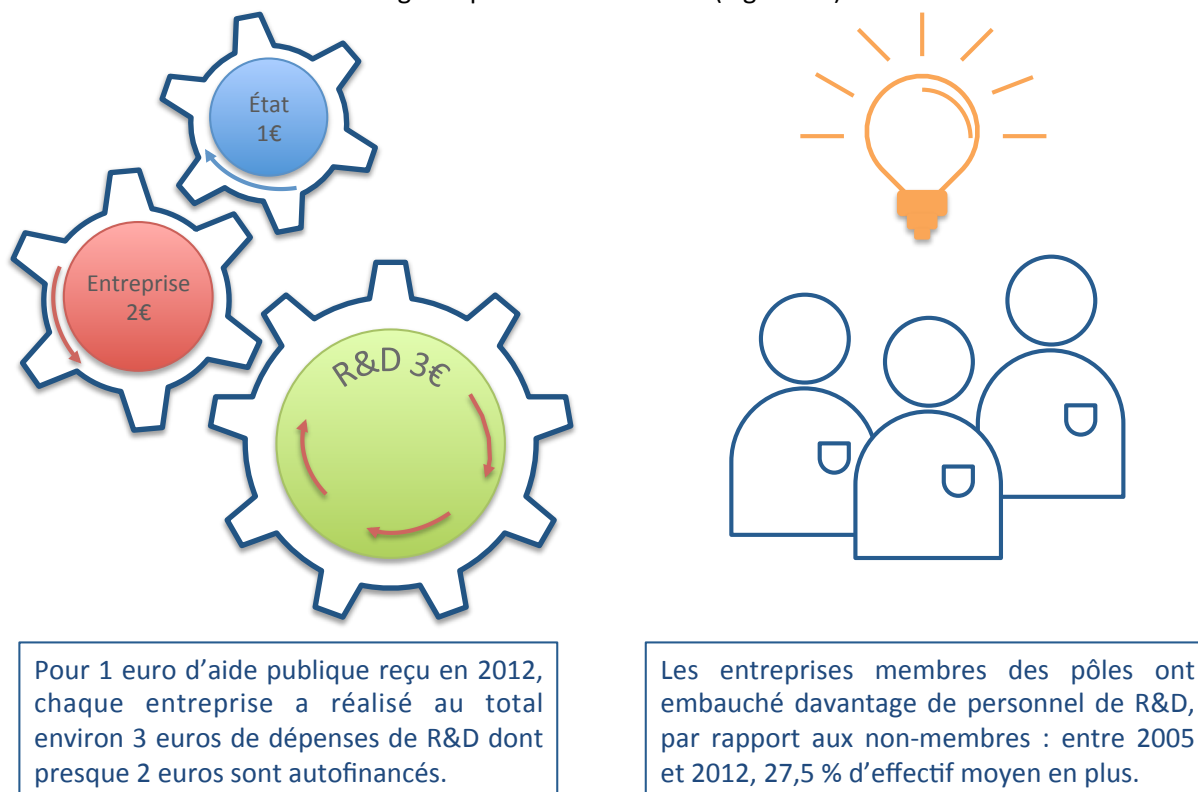 État
1€
Entreprise
2€
R&D 3€
Pour 1 euro d’aide publique reçu en 2012,
chaque entreprise a réalisé au total
environ 3 euros de dépenses de R&D dont
presque 2 euros sont autofinancés.
Les entreprises membres des pôles ont
embauché davantage de personnel de R&D,
par rapport aux non-membres : entre 2005
et 2012, 27,5 % d’effectif moyen en plus.